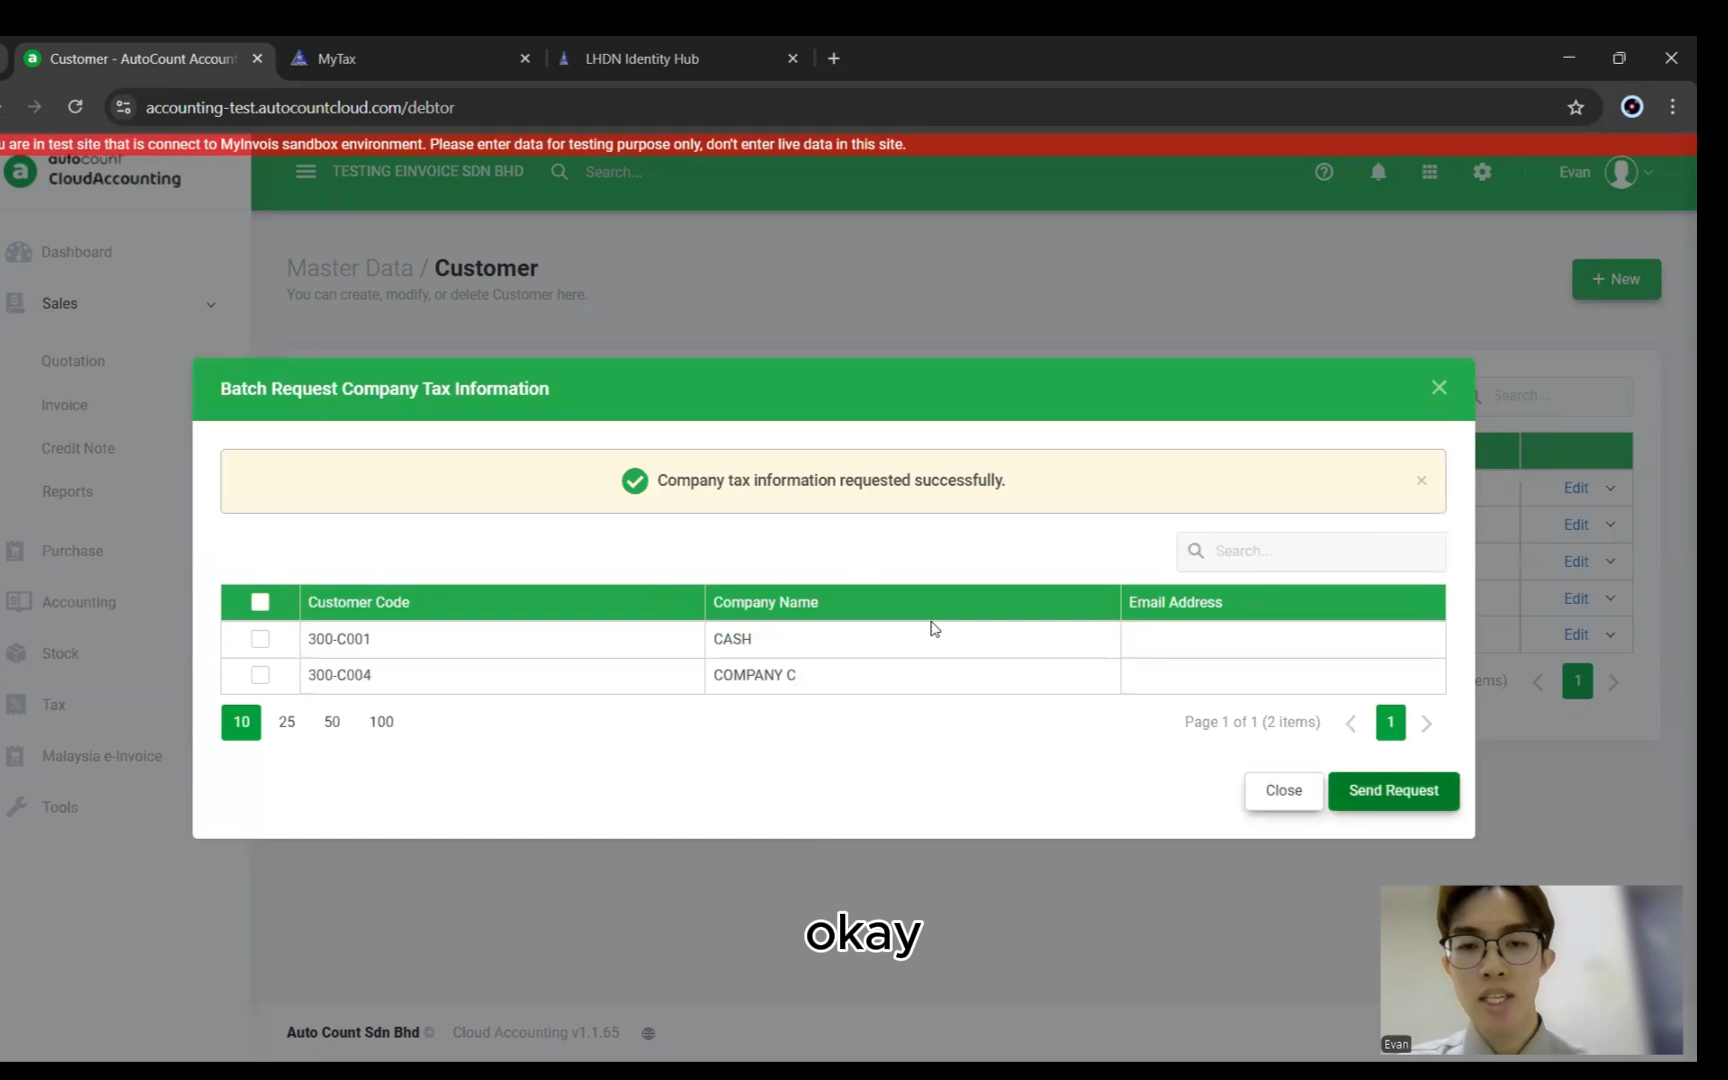 Customer - AutoCount Accoun
MyTax
LHDN Identity Hub
accounting-test.autocountcloud.com/debtor
u are in test site that is connect to MyInvois sandbox environment. Please enter data for testing purpose only, don't enter live data in this site.
autocount
CloudAccounting
TESTING EINVOICE SDN BHD
Search...
Evan
Dashboard
Sales
Quotation
Invoice
Credit Note
Reports
Purchase
Accounting
Stock
Tax
Malaysia e-Invoice
Tools
Master Data / Customer
You can create, modify, or delete Customer here.
+ New
Search...
Edit
Edit
Edit
Edit
Edit
ems) 1
Batch Request Company Tax Information
Company tax information requested successfully.
Search...
Customer Code Company Name Email Address
300-C001 CASH
300-C004 COMPANY C
10 25 50 100 Page 1 of 1 (2 items) 1
Close Send Request
okay
Evan
Auto Count Sdn Bhd © Cloud Accounting v1.1.65